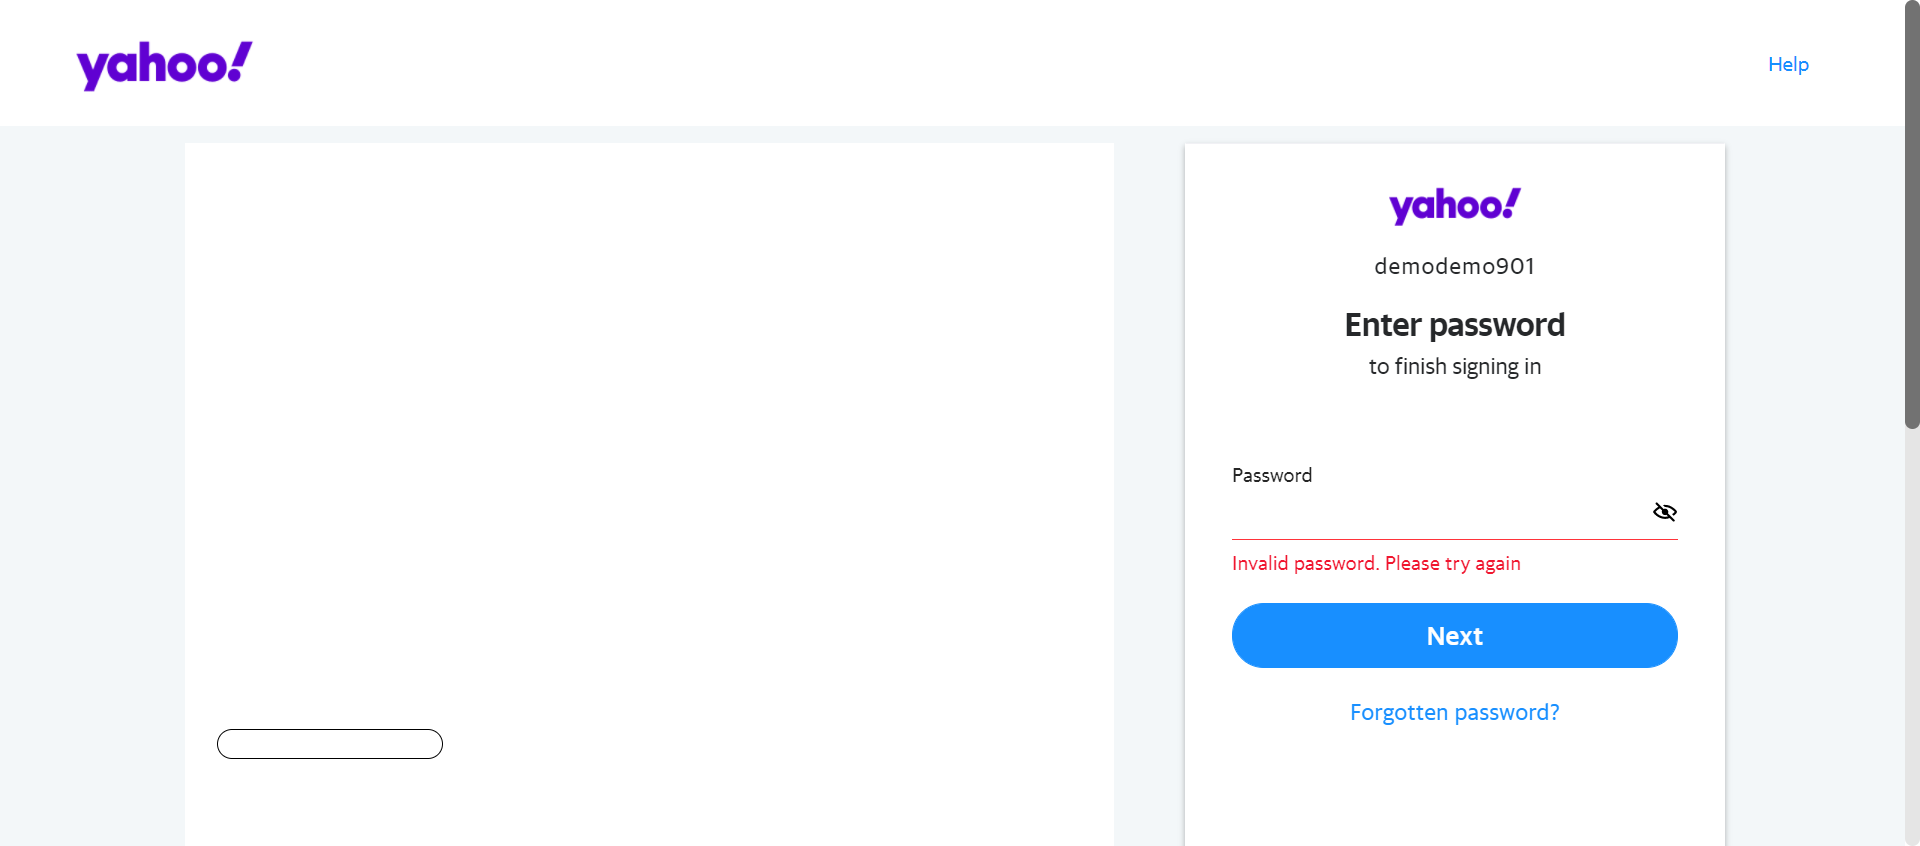 yahoo!
Help
yahoo!
demodemo901
Enter password
to finish signing in
Password
Invalid password. Please try again
Next
Forgotten password?